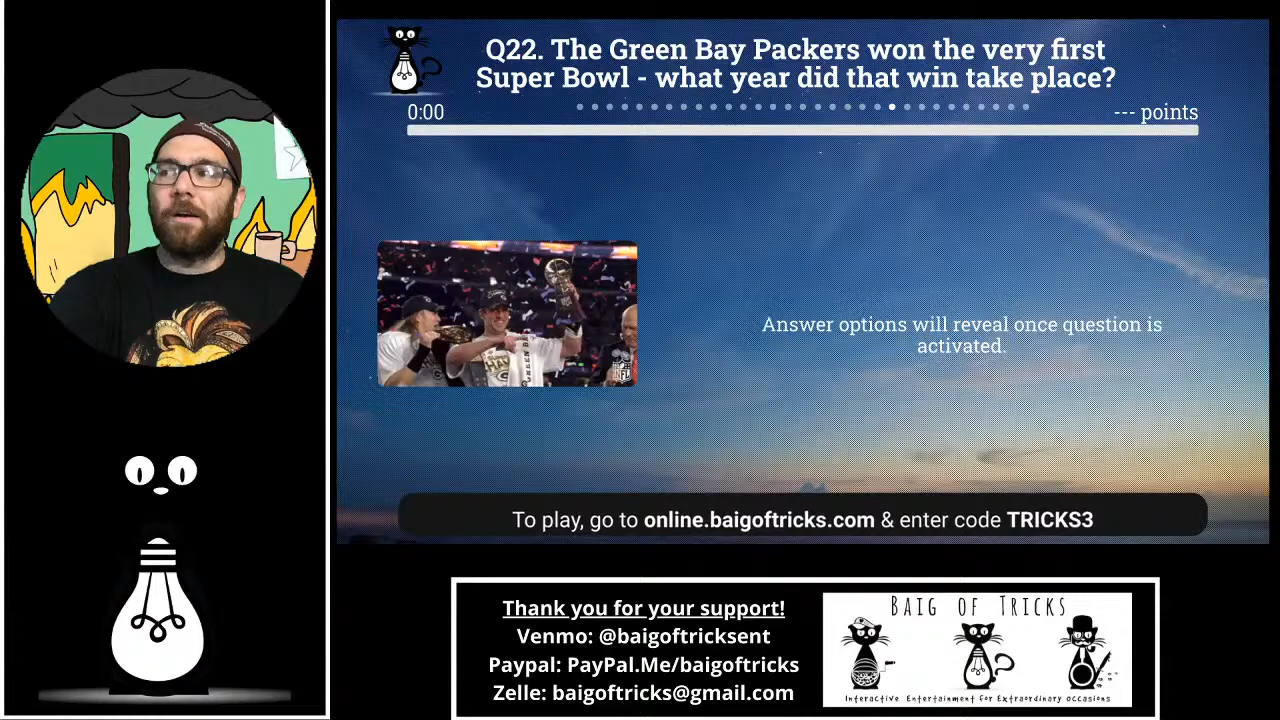 Q22. The Green Bay Packers won the very first
Super Bowl - what year did that win take place?
0:00
--- points
Answer options will reveal once question is
activated.
NFL
To play, go to online.baigoftricks.com & enter code TRICKS3
Thank you for your support!
Venmo: @baigoftricksent
Paypal: PayPal.Me/baigoftricks
Zelle: baigoftricks@gmail.com
BAIG OF TRICKS
Interactive Entertainment for Extraordinary Occasions